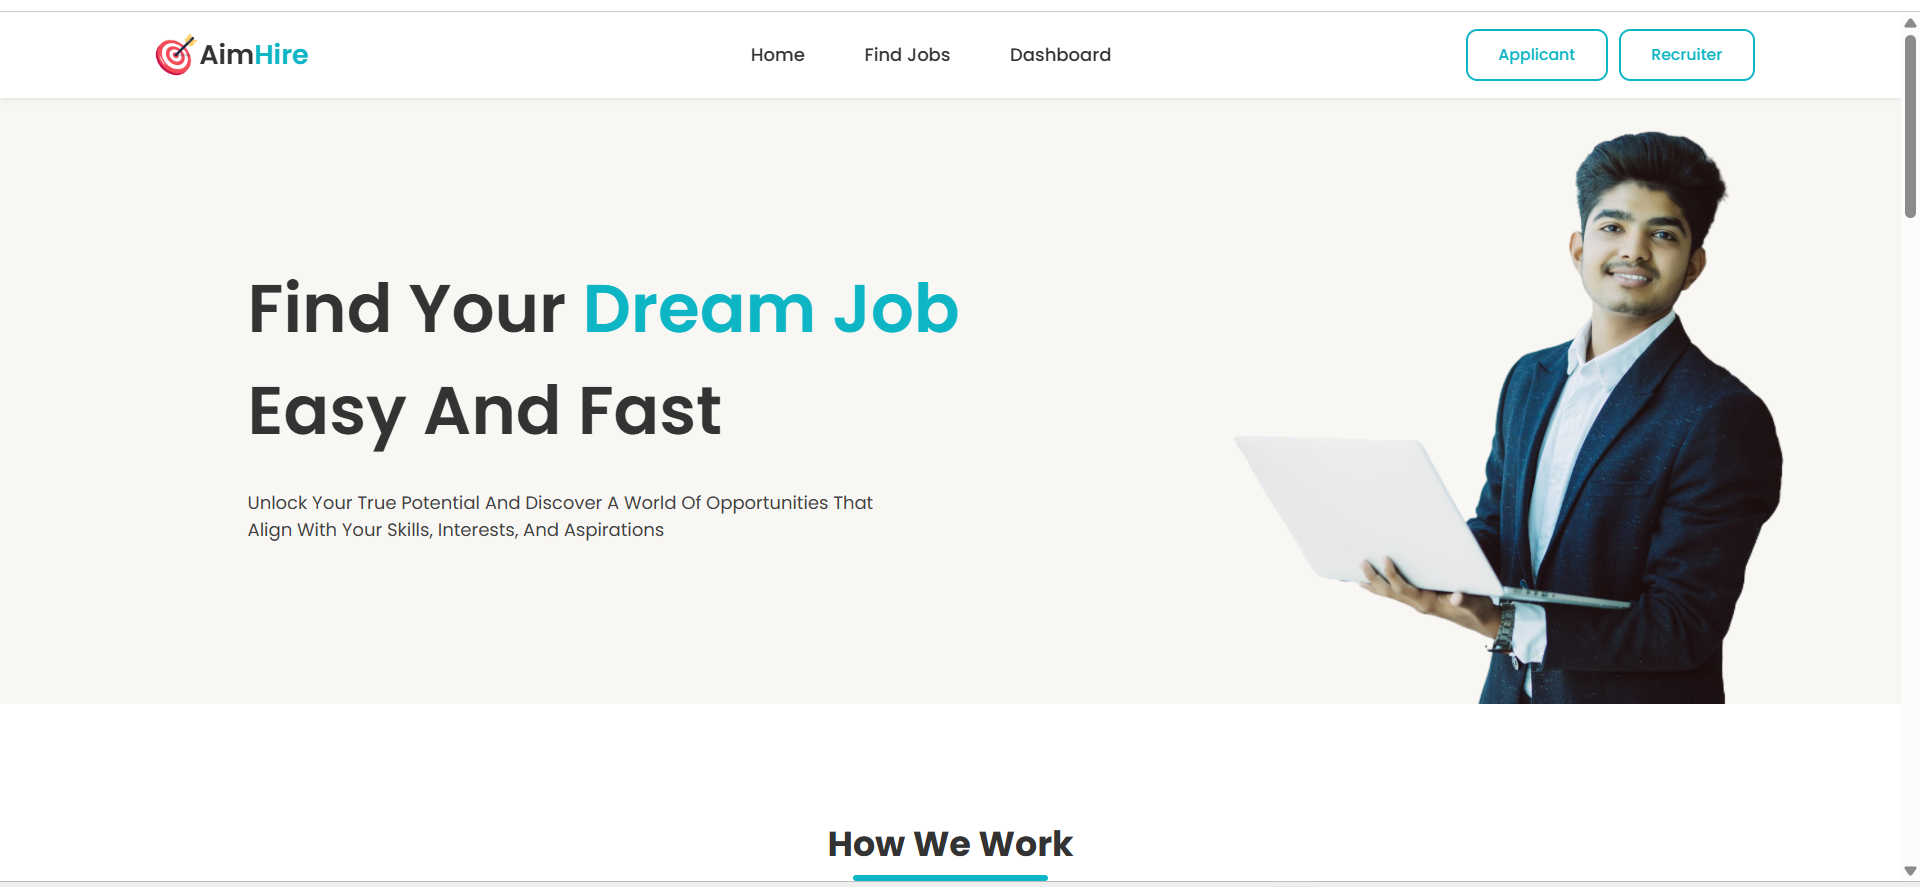 AimHire
Home
Find Jobs
Dashboard
Applicant
Recruiter
Find Your Dream Job
Easy And Fast
Unlock Your True Potential And Discover A World Of Opportunities That
Align With Your Skills, Interests, And Aspirations
How We Work